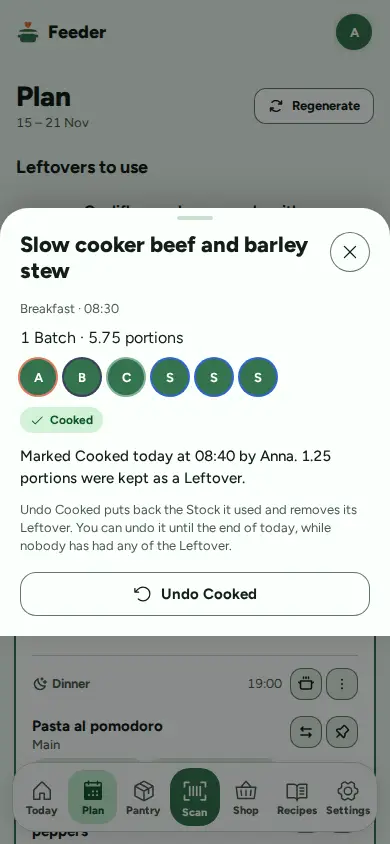 Feeder
A
Plan
15 – 21 Nov
Regenerate
Leftovers to use
Slow cooker beef and barley
stew
Breakfast · 08:30
1 Batch · 5.75 portions
A B C S S S
Cooked
Marked Cooked today at 08:40 by Anna. 1.25
portions were kept as a Leftover.
Undo Cooked puts back the Stock it used and removes its
Leftover. You can undo it until the end of today, while
nobody has had any of the Leftover.
Undo Cooked
Dinner
19:00
Pasta al pomodoro
Main
Today
Plan
Pantry
Scan
Shop
Recipes
Settings
peppers